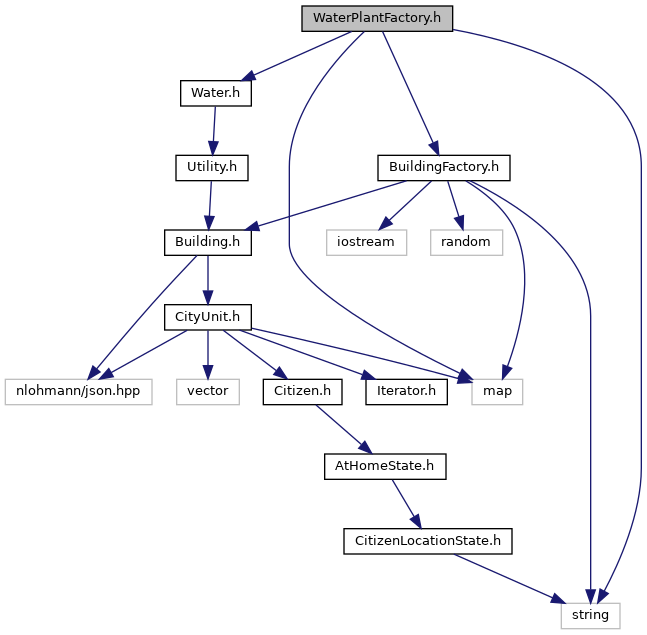 WaterPlantFactory.h
Water.h
Utility.h
BuildingFactory.h
Building.h
iostream
random
CityUnit.h
nlohmann/json.hpp
vector
Citizen.h
Iterator.h
map
AtHomeState.h
CitizenLocationState.h
string